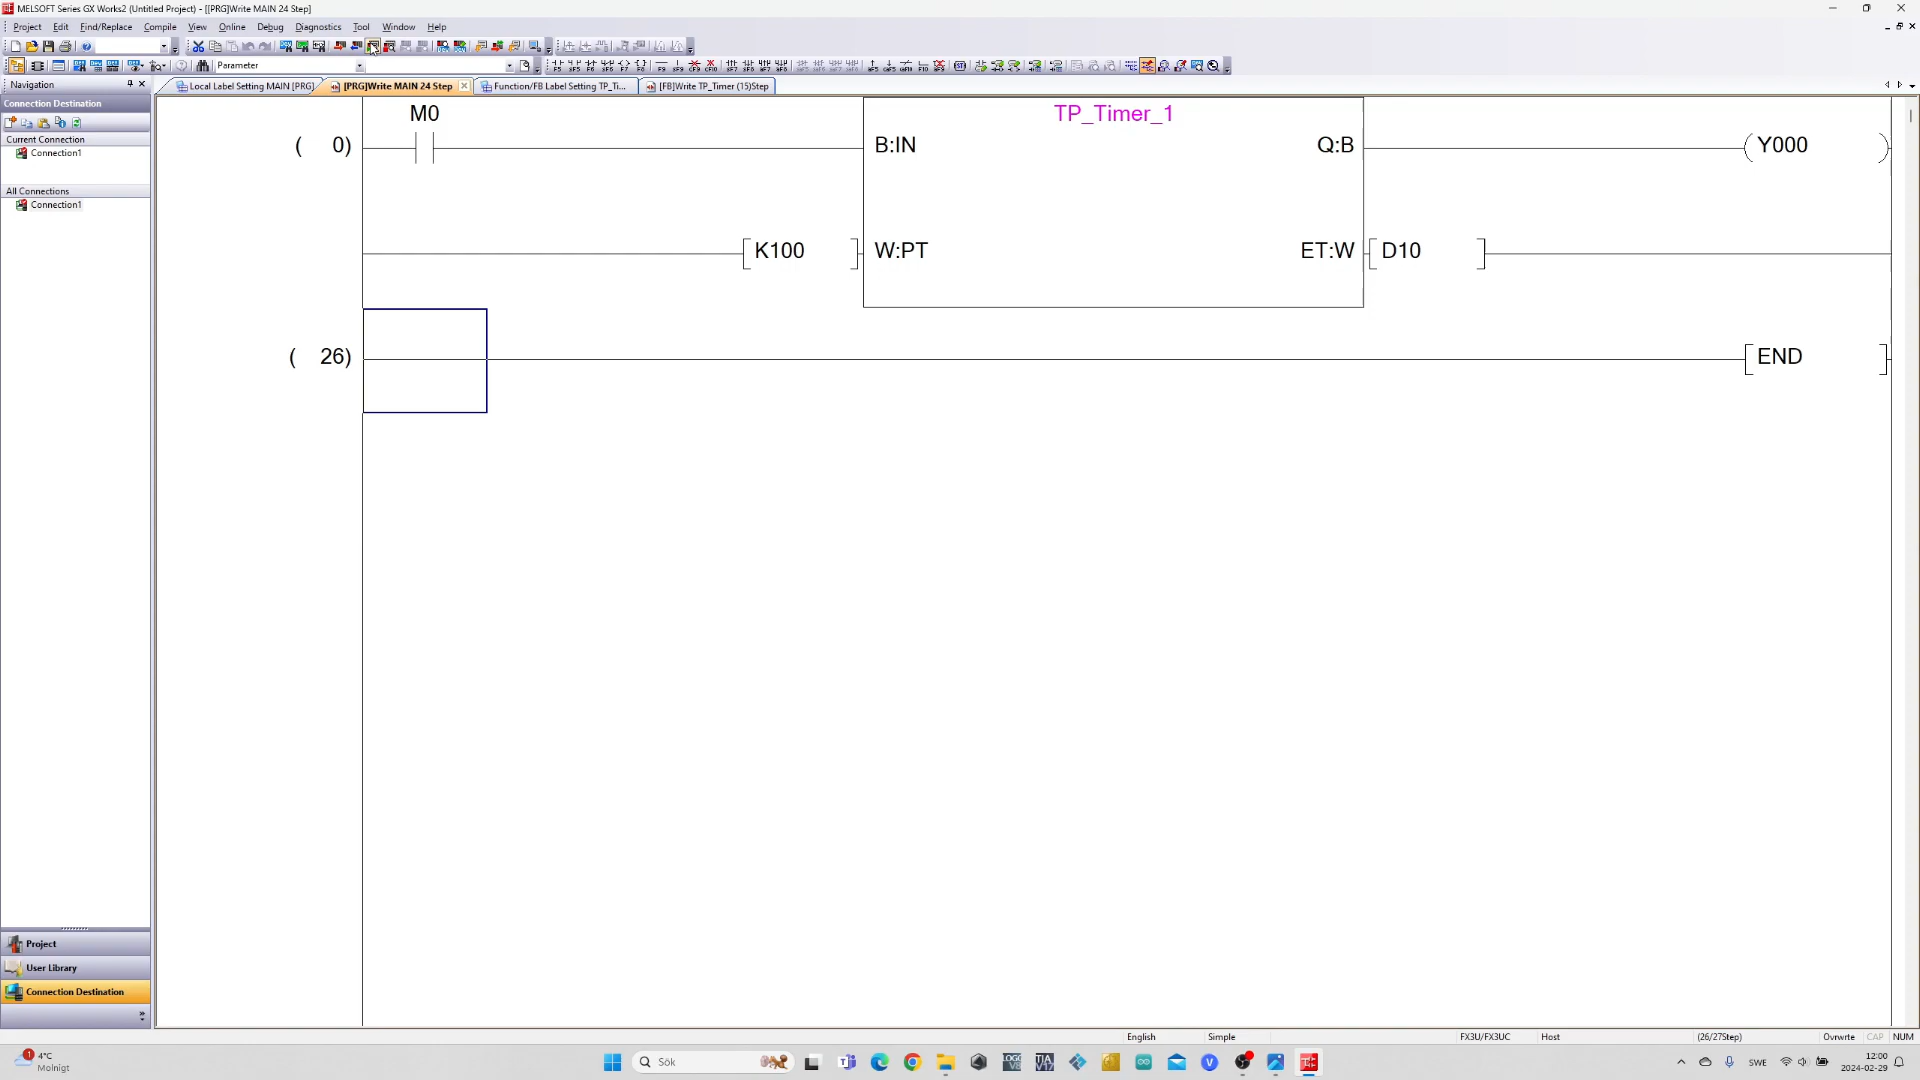 MELSOFT Series GX Works2 (Untitled Project) - [[PRG]Write MAIN 24 Step]
Project Edit Find/Replace Compile View Online Debug Diagnostics Tool Window Help
Parameter
Navigation
Local Label Setting MAIN [PRG] [PRG]Write MAIN 24 Step Function/FB Label Setting TP_Ti... [FB]Write TP_Timer (15)Step
Connection Destination
Current Connection
Connection1
All Connections
Connection1
M0
TP_Timer_1
( 0) B:IN Q:B ( Y000 )
[ K100 ] W:PT ET:W [ D10 ]
( 26) [ END ]
Project
User Library
Connection Destination
English Simple FX3U/FX3UC Host (26/27Step) Ovrwrte CAP NUM
1
4°C
Molnigt
Sök
SWE
12:00
2024-02-29